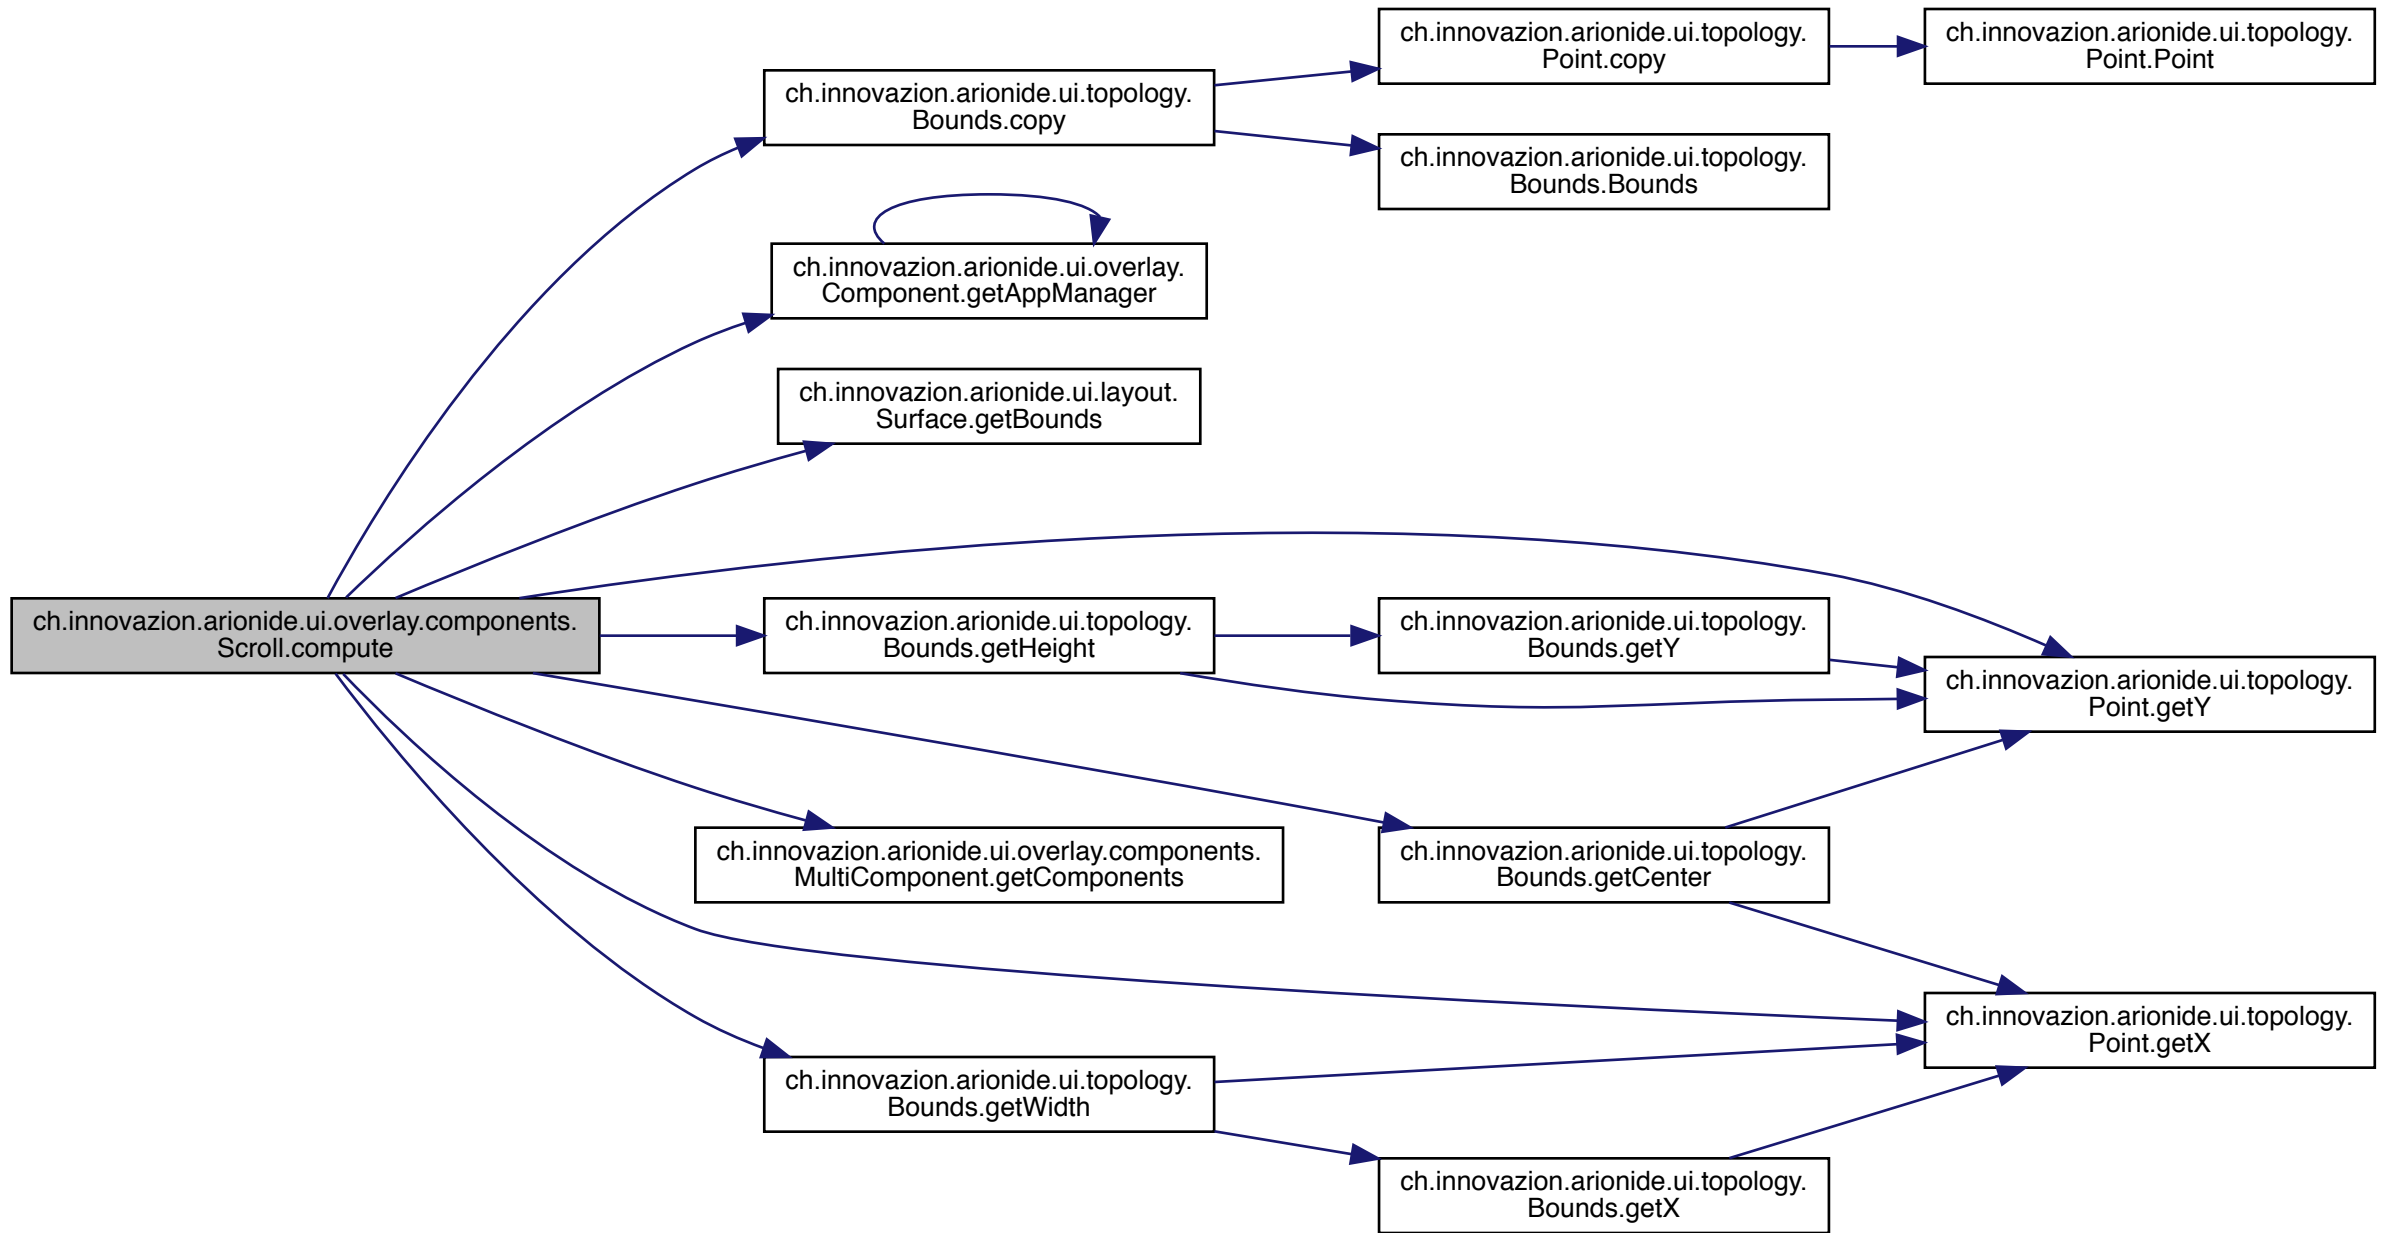 ch.innovazion.arionide.ui.overlay.components.
Scroll.compute
ch.innovazion.arionide.ui.topology.
Bounds.copy
ch.innovazion.arionide.ui.topology.
Point.copy
ch.innovazion.arionide.ui.topology.
Point.Point
ch.innovazion.arionide.ui.topology.
Bounds.Bounds
ch.innovazion.arionide.ui.overlay.
Component.getAppManager
ch.innovazion.arionide.ui.layout.
Surface.getBounds
ch.innovazion.arionide.ui.topology.
Bounds.getHeight
ch.innovazion.arionide.ui.topology.
Bounds.getY
ch.innovazion.arionide.ui.topology.
Point.getY
ch.innovazion.arionide.ui.overlay.components.
MultiComponent.getComponents
ch.innovazion.arionide.ui.topology.
Bounds.getCenter
ch.innovazion.arionide.ui.topology.
Point.getX
ch.innovazion.arionide.ui.topology.
Bounds.getWidth
ch.innovazion.arionide.ui.topology.
Bounds.getX